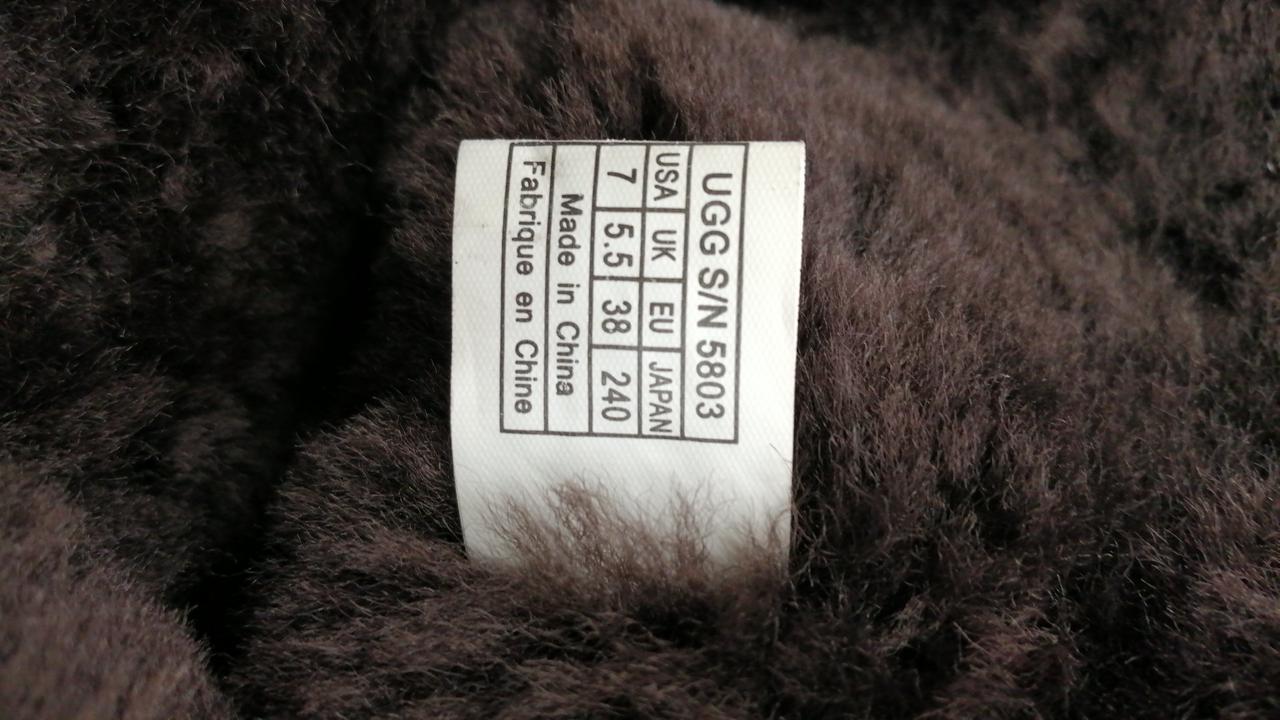 UGG S/N 5803
USA UK EU JAPAN
7 5.5 38 240
Made in China
Fabrique en Chine